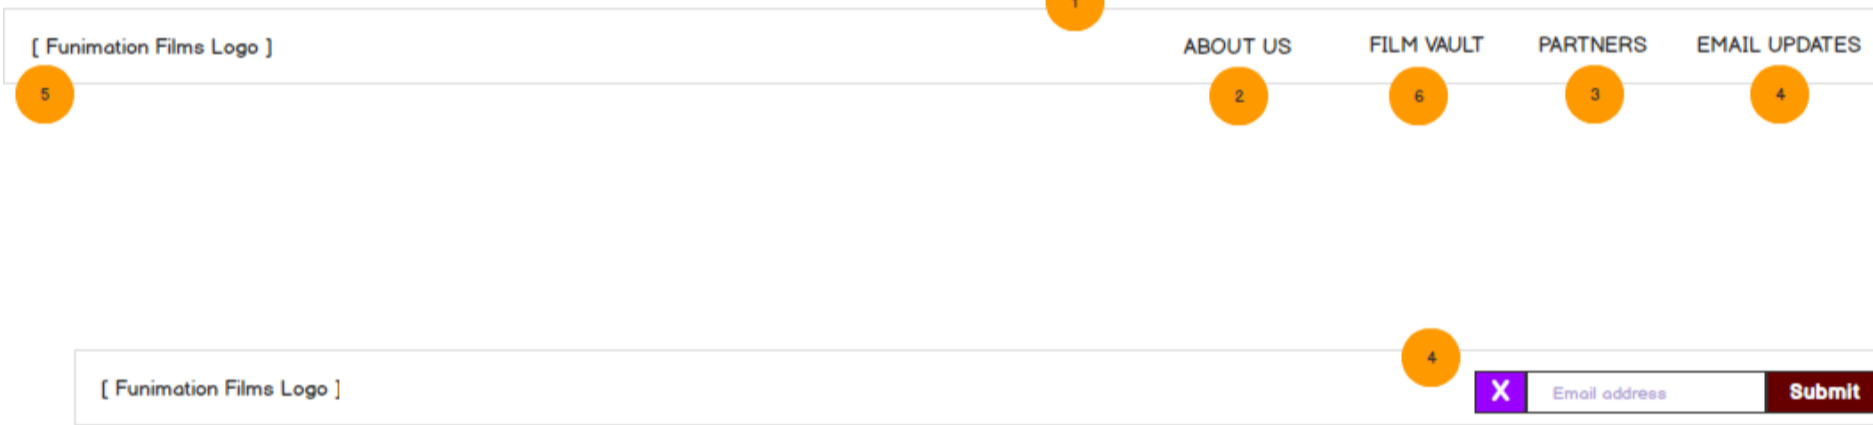 1
[ Funimation Films Logo ] ABOUT US FILM VAULT PARTNERS EMAIL UPDATES
5 2 6 3 4
4
[ Funimation Films Logo ] X Email address Submit